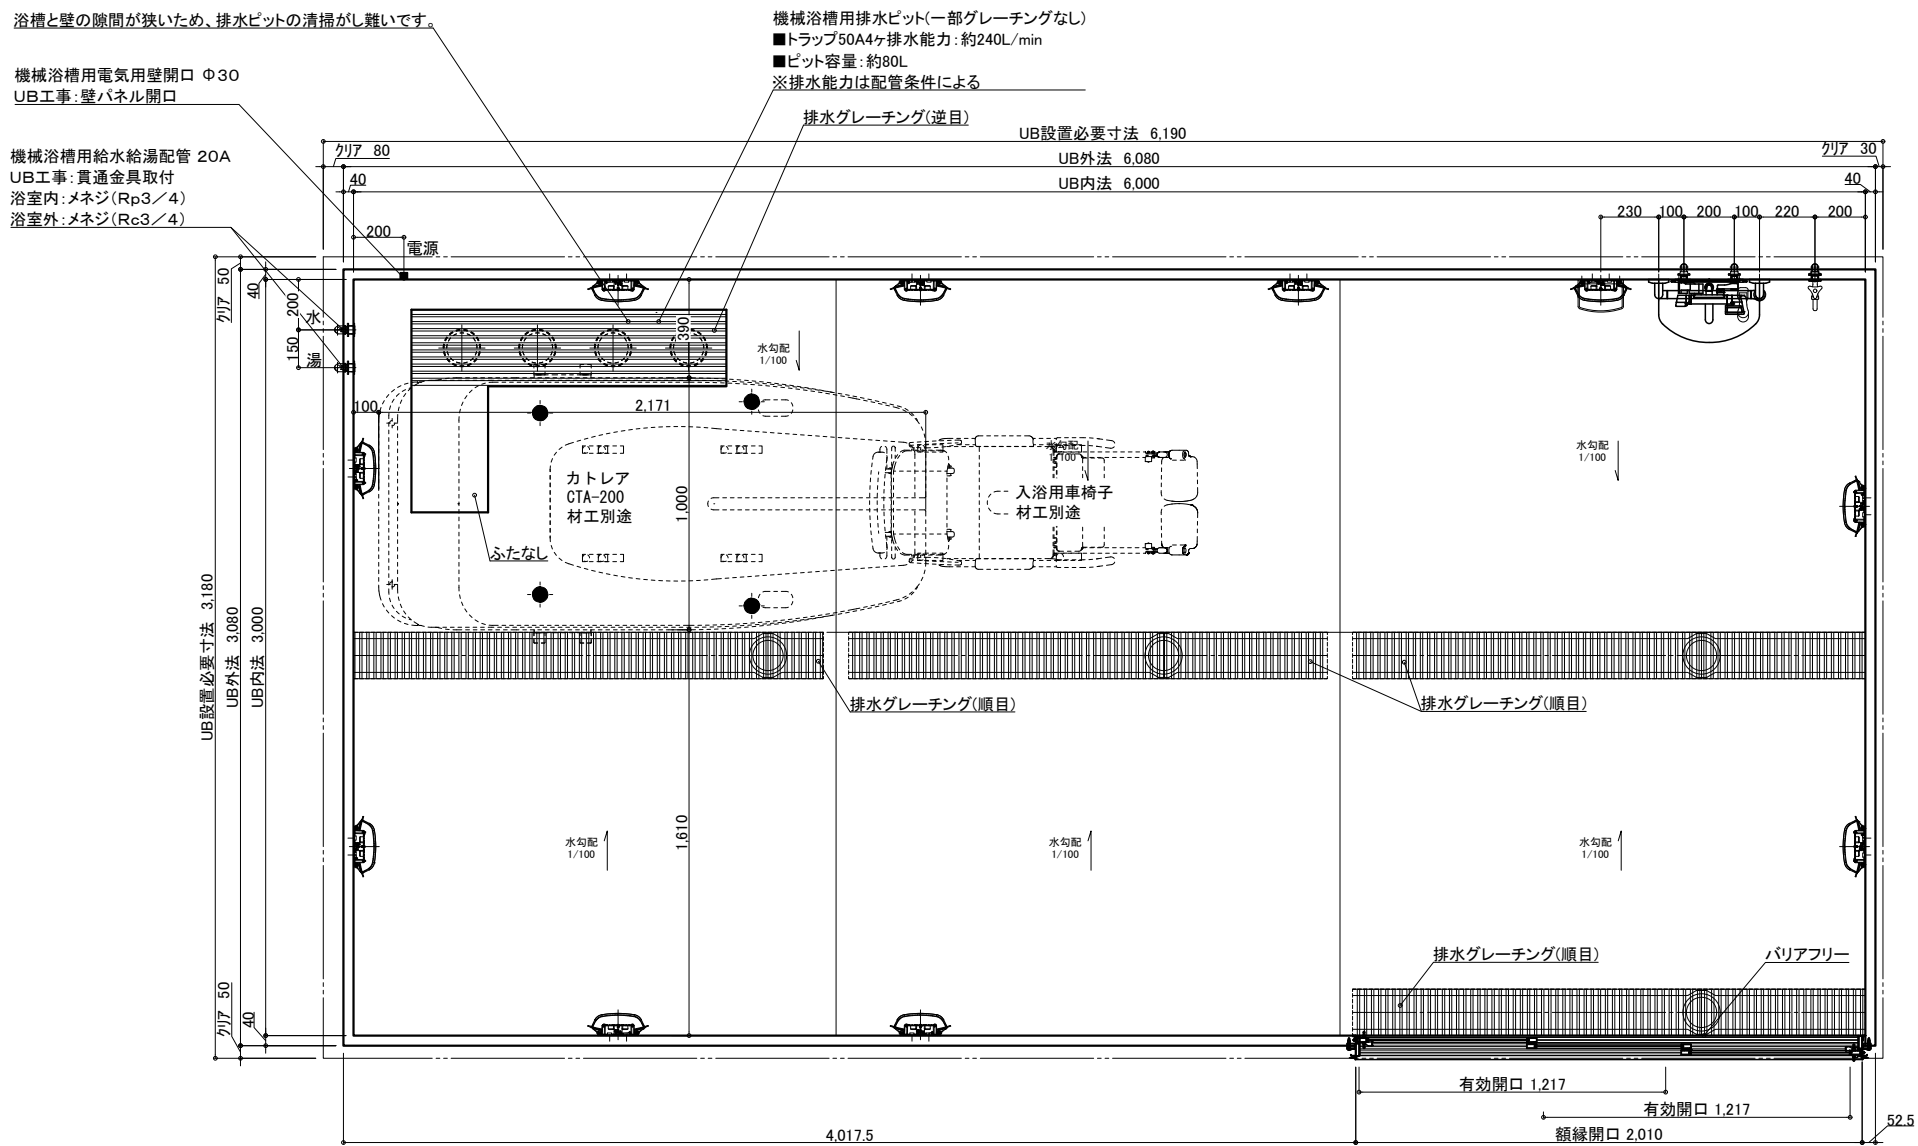 浴槽と壁の隙間が狭いため、排水ピットの清掃がし難いです。
機械浴槽用電気用壁開口 Φ30
UB工事:壁パネル開口
機械浴槽用給水給湯配管 20A
UB工事:貫通金具取付
浴室内:メネジ(Rp3/4)
浴室外:メネジ(Rc3/4)
機械浴槽用排水ピット(一部グレーチングなし)
■トラップ50A4ヶ排水能力:約240L/min
■ピット容量:約80L
※排水能力は配管条件による
排水グレーチング(逆目)
UB設置必要寸法 6,190
クリア 80
UB外法 6,080
クリア 30
40
UB内法 6,000
40
230
100
200
100
220
200
200
電源
クリア 50
40
200
水
150
湯
390
水勾配
1/100
100
2,171
水勾配
1/100
水勾配
1/100
カトレア
CTA-200
材工別途
1,000
入浴用車椅子
材工別途
ふたなし
UB設置必要寸法 3,180
UB外法 3,080
UB内法 3,000
排水グレーチング(順目)
排水グレーチング(順目)
1,610
水勾配
1/100
水勾配
1/100
水勾配
1/100
排水グレーチング(順目)
バリアフリー
クリア 50
40
有効開口 1,217
有効開口 1,217
4,017.5
額縁開口 2,010
52.5